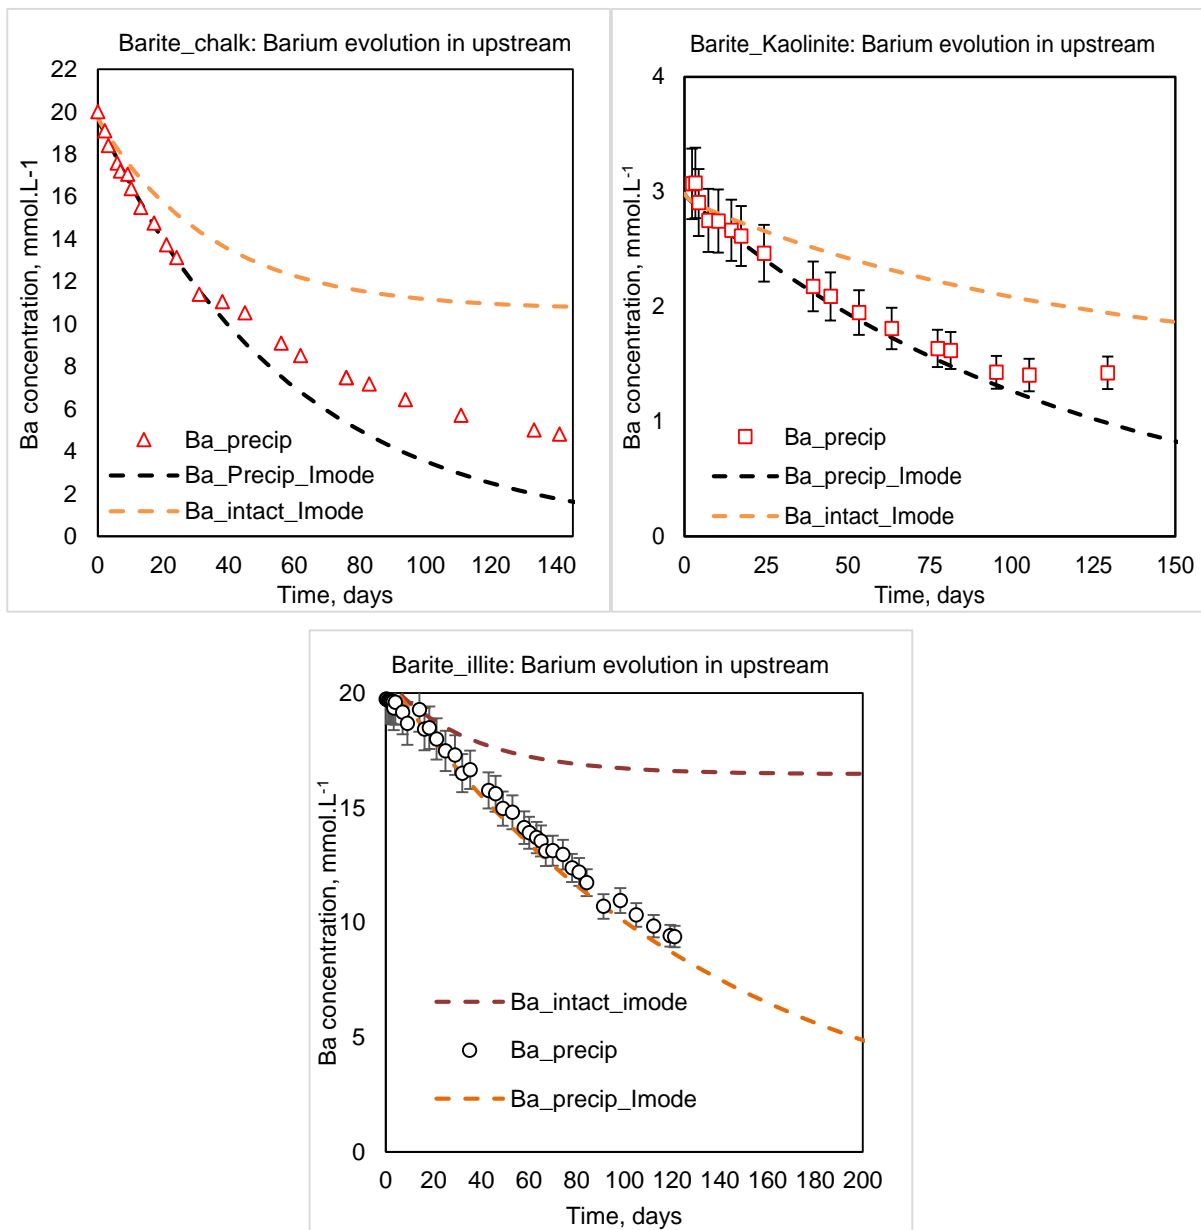 Barite_chalk: Barium evolution in upstream
Ba concentration, mmol.L-1
22
20
18
16
14
12
10
8
6
4
2
0
Ba_precip
Ba_Precip_Imode
Ba_intact_Imode
0 20 40 60 80 100 120 140
Time, days
Barite_Kaolinite: Barium evolution in upstream
Ba concentration, mmol.L-1
4
3
2
1
0
Ba_precip
Ba_precip_Imode
Ba_intact_Imode
0 25 50 75 100 125 150
Time, days
Barite_illite: Barium evolution in upstream
Ba concentration, mmol.L-1
20
15
10
5
0
Ba_intact_imode
Ba_precip
Ba_precip_Imode
0 20 40 60 80 100 120 140 160 180 200
Time, days